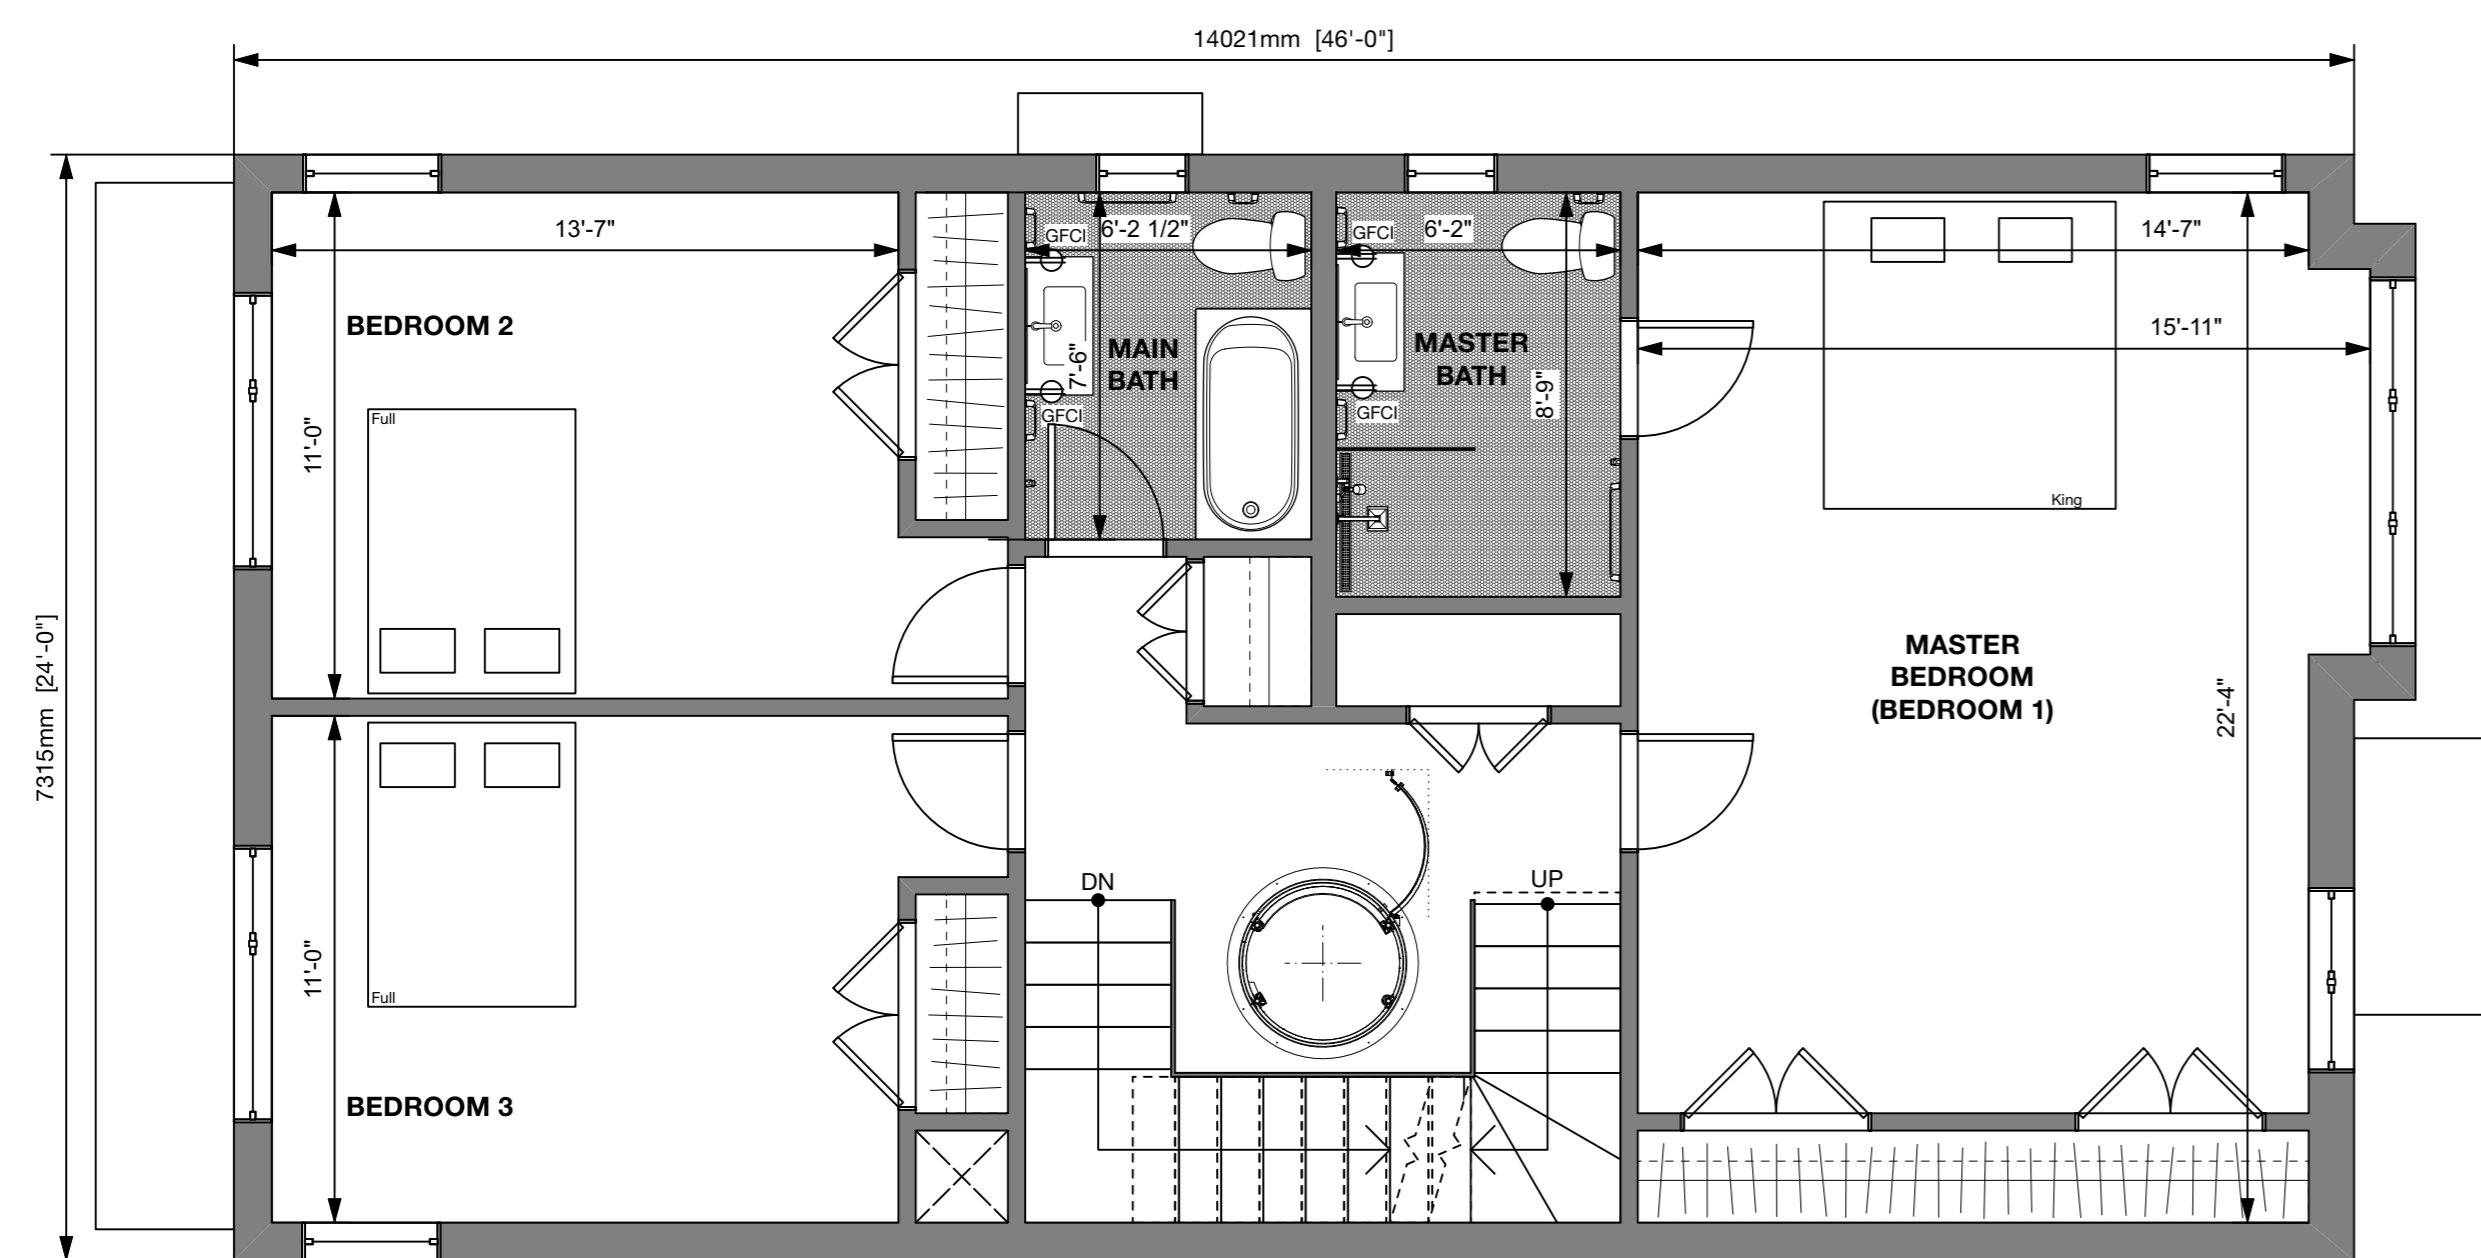 14021mm [46'-0"]
7315mm [24'-0"]
13'-7"
GFCI
6'-2 1/2"
GFCI
6'-2"
14'-7"
BEDROOM 2
MAIN
BATH
MASTER
BATH
15'-11"
7'-6"
8'-9"
GFCI
GFCI
11'-0"
Full
King
MASTER
BEDROOM
(BEDROOM 1)
22'-4"
DN
UP
11'-0"
Full
BEDROOM 3